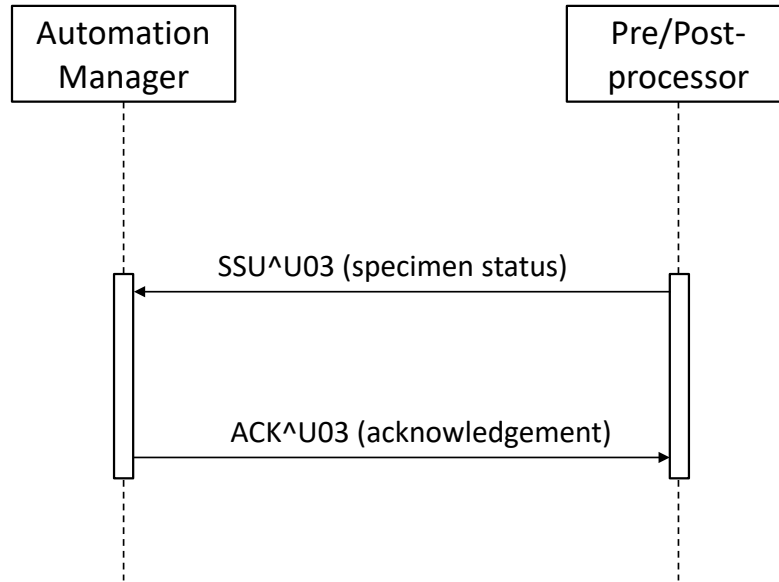 Automation
Manager
Pre/Post-
processor
SSU^U03 (specimen status)
ACK^U03 (acknowledgement)